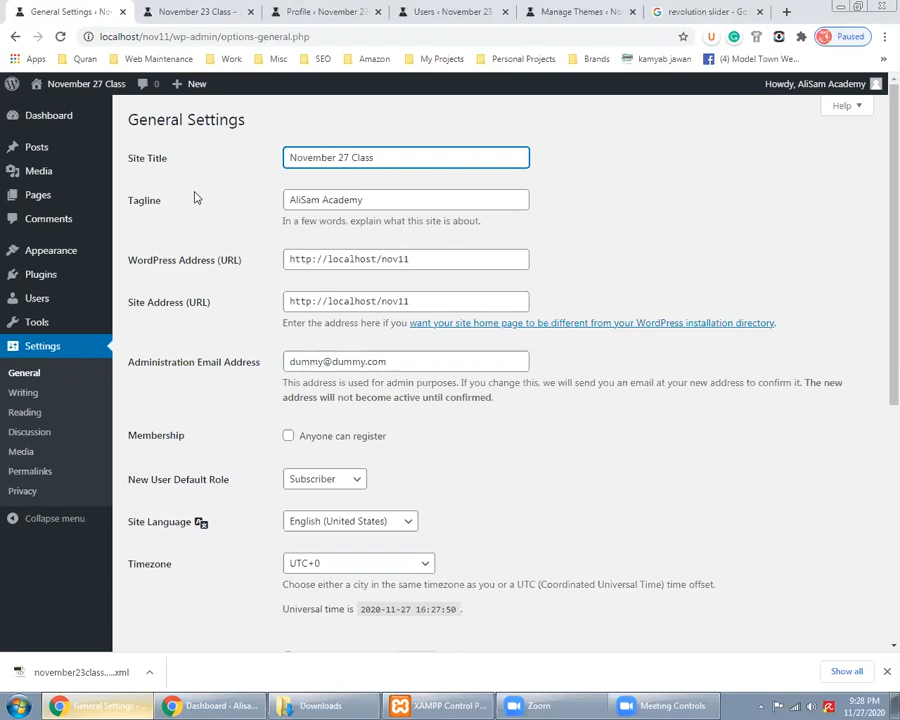 General Settings ‹ Nov
November 23 Class –
Profile ‹ November 23
Users ‹ November 23
Manage Themes ‹ No
revolution slider - Go
localhost/nov11/wp-admin/options-general.php
Paused
Apps
Quran
Web Maintenance
Work
Misc
SEO
Amazon
My Projects
Personal Projects
Brands
kamyab jawan
(4) Model Town We...
November 27 Class
0
New
Howdy, AliSam Academy
Help
Dashboard
Posts
Media
Pages
Comments
Appearance
Plugins
Users
Tools
Settings
General
Writing
Reading
Discussion
Media
Permalinks
Privacy
Collapse menu
General Settings
Site Title
November 27 Class
Tagline
AliSam Academy
In a few words, explain what this site is about.
WordPress Address (URL)
http://localhost/nov11
Site Address (URL)
http://localhost/nov11
Enter the address here if you want your site home page to be different from your WordPress installation directory.
Administration Email Address
dummy@dummy.com
This address is used for admin purposes. If you change this, we will send you an email at your new address to confirm it. The new
address will not become active until confirmed.
Membership
Anyone can register
New User Default Role
Subscriber
Site Language
English (United States)
Timezone
UTC+0
Choose either a city in the same timezone as you or a UTC (Coordinated Universal Time) time offset.
Universal time is 2020-11-27 16:27:50 .
november23class.....xml
Show all
General Settings ‹ ...
Dashboard ‹ Alisa...
Downloads
XAMPP Control P...
Zoom
Meeting Controls
9:28 PM
11/27/2020